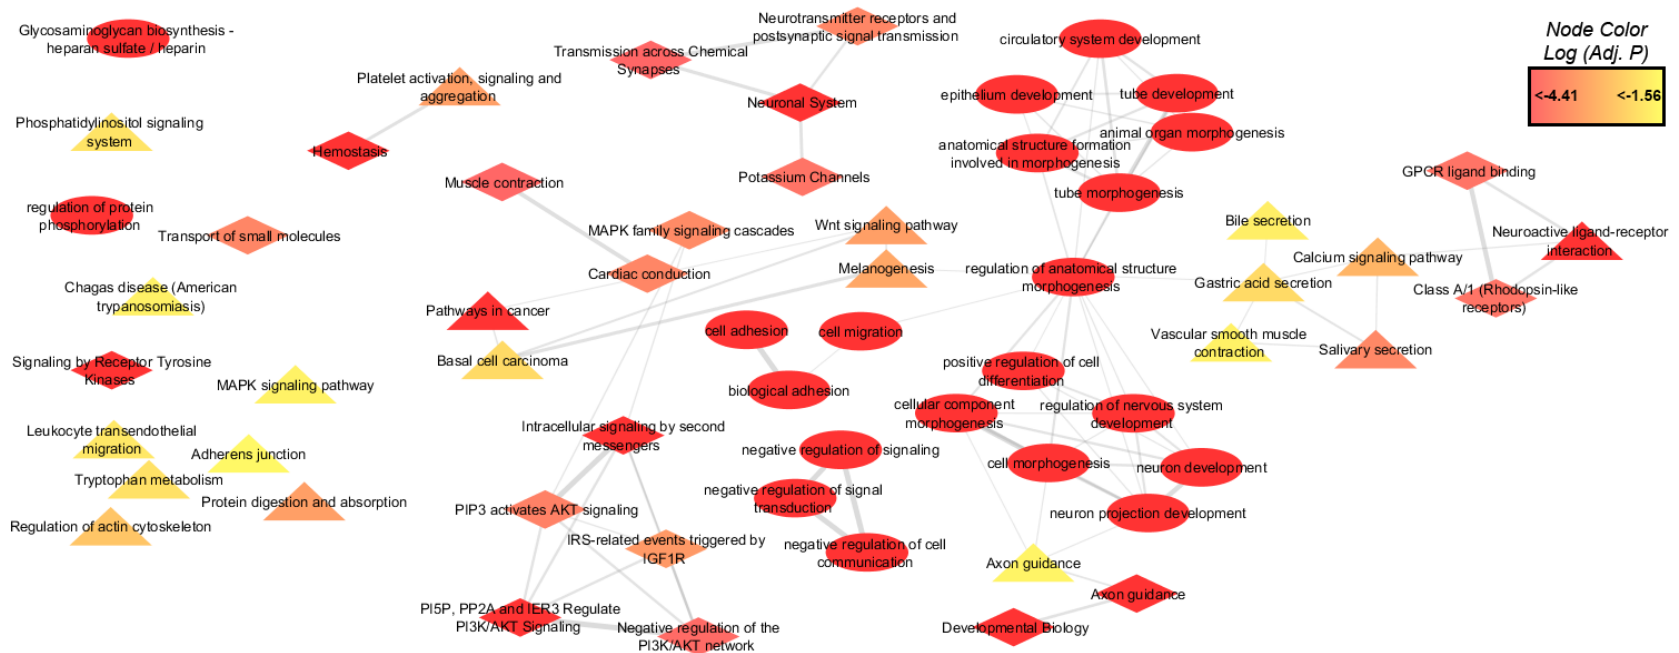 Glycosaminoglycan biosynthesis -
heparan sulfate / heparin
Phosphatidylinositol signaling
system
regulation of protein
phosphorylation
Transport of small molecules
Chagas disease (American
trypanosomiasis)
Signaling by Receptor Tyrosine
Kinases
MAPK signaling pathway
Leukocyte transendothelial
migration
Adherens junction
Tryptophan metabolism
Protein digestion and absorption
Regulation of actin cytoskeleton
Platelet activation, signaling and
aggregation
Hemostasis
Neurotransmitter receptors and
postsynaptic signal transmission
Transmission across Chemical
Synapses
Neuronal System
Potassium Channels
Muscle contraction
MAPK family signaling cascades
Cardiac conduction
Wnt signaling pathway
Melanogenesis
Pathways in cancer
Basal cell carcinoma
cell adhesion
cell migration
biological adhesion
Intracellular signaling by second
messengers
PIP3 activates AKT signaling
IRS-related events triggered by
IGF1R
PI5P, PP2A and IER3 Regulate
PI3K/AKT Signaling
Negative regulation of the
PI3K/AKT network
negative regulation of signaling
negative regulation of signal
transduction
negative regulation of cell
communication
circulatory system development
epithelium development
tube development
animal organ morphogenesis
anatomical structure formation
involved in morphogenesis
tube morphogenesis
regulation of anatomical structure
morphogenesis
positive regulation of cell
differentiation
cellular component
morphogenesis
regulation of nervous system
development
cell morphogenesis
neuron development
neuron projection development
Axon guidance
Axon guidance
Developmental Biology
Bile secretion
Calcium signaling pathway
Gastric acid secretion
Vascular smooth muscle
contraction
Salivary secretion
GPCR ligand binding
Neuroactive ligand-receptor
interaction
Class A/1 (Rhodopsin-like
receptors)
Node Color
Log (Adj. P)
<-4.41
<-1.56